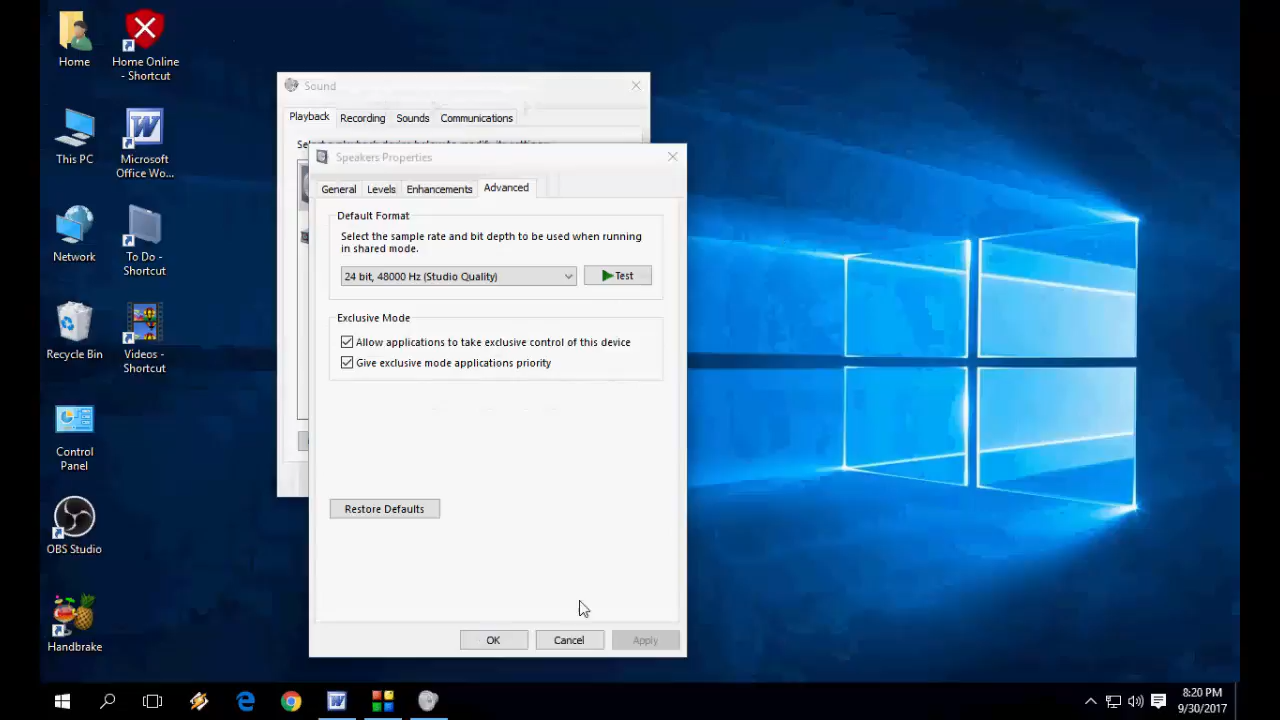 Home
Home Online
- Shortcut
This PC
Microsoft
Office Wo...
Network
To Do -
Shortcut
Recycle Bin
Videos -
Shortcut
Control
Panel
OBS Studio
Handbrake
Sound
Playback
Recording
Sounds
Communications
Speakers Properties
General
Levels
Enhancements
Advanced
Default Format
Select the sample rate and bit depth to be used when running
in shared mode.
24 bit, 48000 Hz (Studio Quality)
Test
Exclusive Mode
Allow applications to take exclusive control of this device
Give exclusive mode applications priority
Restore Defaults
OK
Cancel
Apply
8:20 PM
9/30/2017